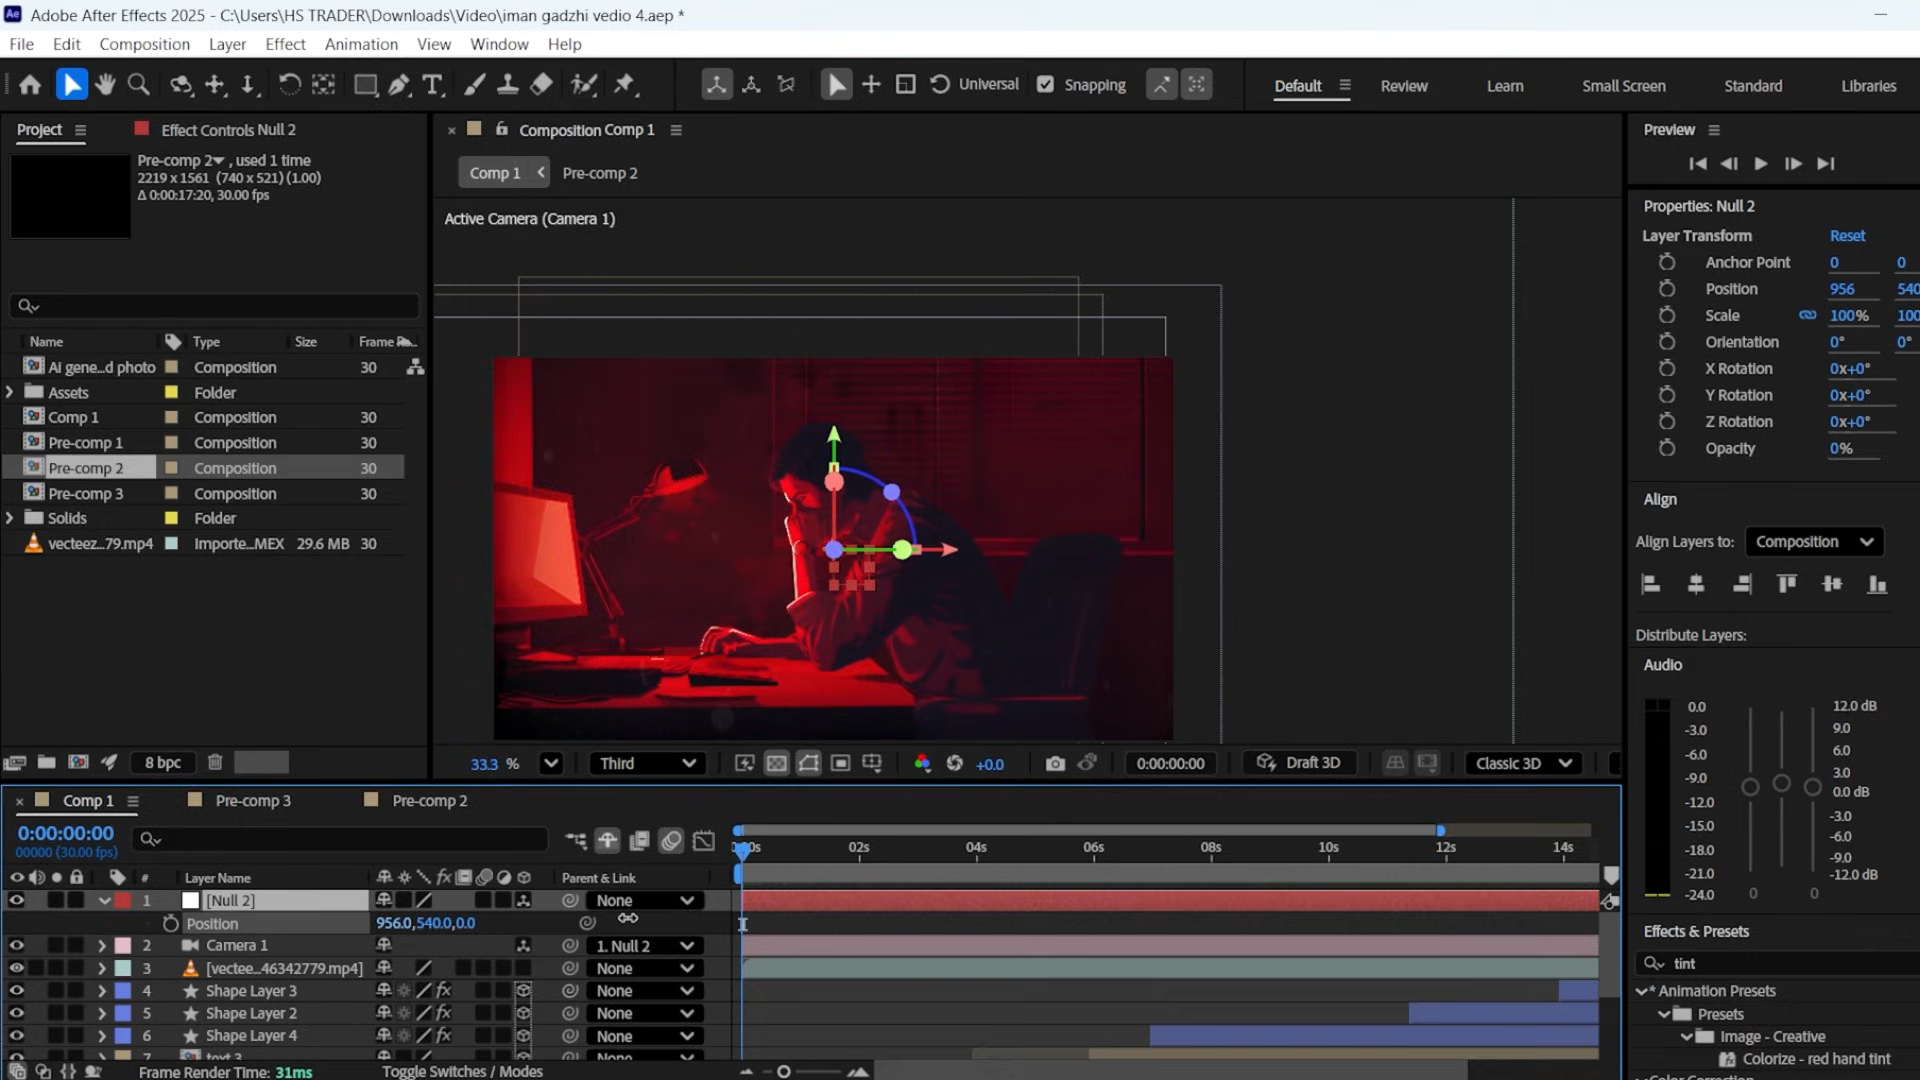 Adobe After Effects 2025 - C:\Users\HS TRADER\Downloads\Video\iman gadzhi vedio 4.aep *
File Edit Composition Layer Effect Animation View Window Help
Universal Snapping Default Review Learn Small Screen Standard Libraries
Project Effect Controls Null 2
Pre-comp 2 , used 1 time
2219 x 1561 (740 x 521) (1.00)
Δ 0:00:17:20, 30.00 fps
Name Type Size Frame Ra...
Ai gene...d photo Composition 30
Assets Folder
Comp 1 Composition 30
Pre-comp 1 Composition 30
Pre-comp 2 Composition 30
Pre-comp 3 Composition 30
Solids Folder
vecteez...79.mp4 Importe...MEX 29.6 MB 30
8 bpc
Composition Comp 1
Comp 1 Pre-comp 2
Active Camera (Camera 1)
33.3 % Third +0.0 0:00:00:00 Draft 3D Classic 3D
Preview
Properties: Null 2
Layer Transform Reset
Anchor Point 0 0
Position 956 540
Scale 100% 100
Orientation 0° 0°
X Rotation 0x+0°
Y Rotation 0x+0°
Z Rotation 0x+0°
Opacity 0%
Align
Align Layers to: Composition
Distribute Layers:
Audio
0.0
-3.0
-6.0
-9.0
-12.0
-15.0
-18.0
-21.0
-24.0
12.0 dB
9.0
6.0
3.0
0.0 dB
-3.0
-6.0
-9.0
-12.0 dB
0 0
Effects & Presets
tint
* Animation Presets
Presets
Image - Creative
Colorize - red hand tint
Comp 1 Pre-comp 3 Pre-comp 2
0:00:00:00
00000 (30.00 fps)
02s 04s 06s 08s 10s 12s 14s
# Layer Name Parent & Link
1 [Null 2] None
Position 956.0,540.0,0.0
2 Camera 1 1. Null 2
3 [vectee...46342779.mp4] None
4 Shape Layer 3 fx None
5 Shape Layer 2 fx None
6 Shape Layer 4 fx None
7 text 3 None
Frame Render Time: 31ms Toggle Switches / Modes